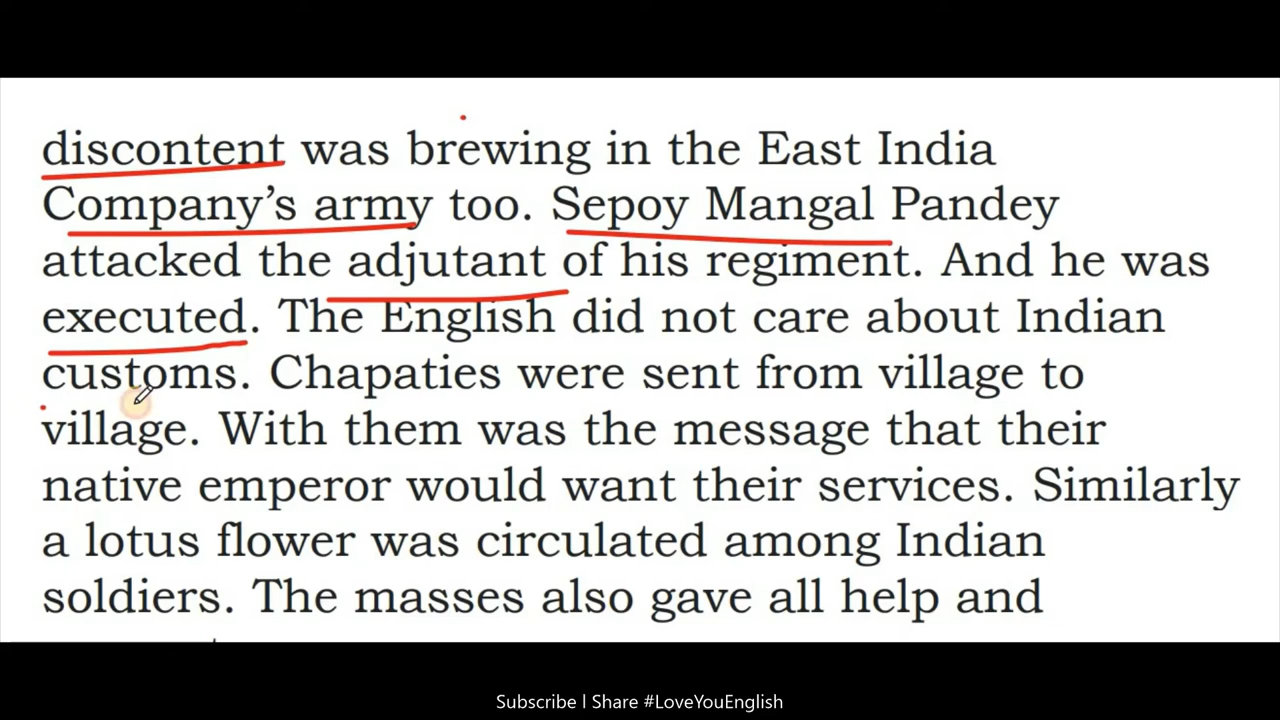 discontent was brewing in the East India
Company’s army too. Sepoy Mangal Pandey
attacked the adjutant of his regiment. And he was
executed. The English did not care about Indian
customs. Chapaties were sent from village to
village. With them was the message that their
native emperor would want their services. Similarly
a lotus flower was circulated among Indian
soldiers. The masses also gave all help and
Subscribe | Share #LoveYouEnglish